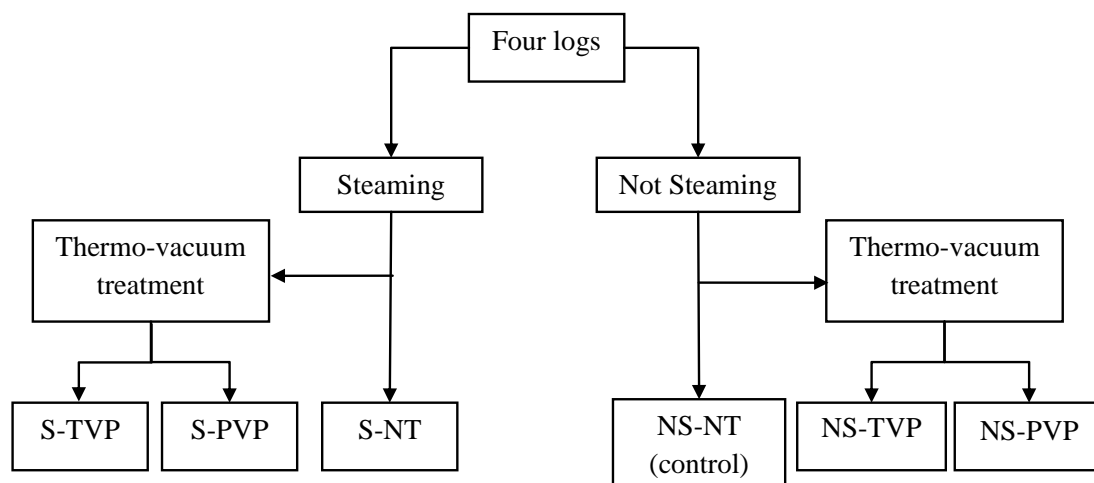 Four logs
Steaming
Not Steaming
Thermo-vacuum
treatment
Thermo-vacuum
treatment
S-TVP
S-PVP
S-NT
NS-NT
(control)
NS-TVP
NS-PVP